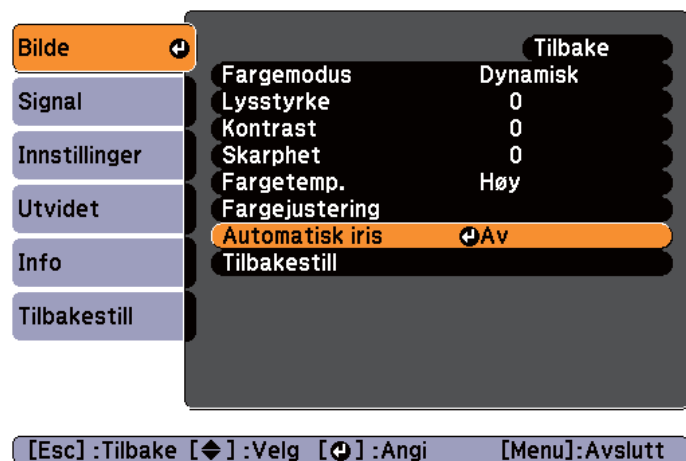 Bilde
Signal
Innstillinger
Utvidet
Info
Tilbakestill
Tilbake
Fargemodus Dynamisk
Lysstyrke 0
Kontrast 0
Skarphet 0
Fargetemp. Høy
Fargejustering
Automatisk iris Av
Tilbakestill
[Esc] :Tilbake [◆] :Velg [↵] :Angi [Menu]:Avslutt